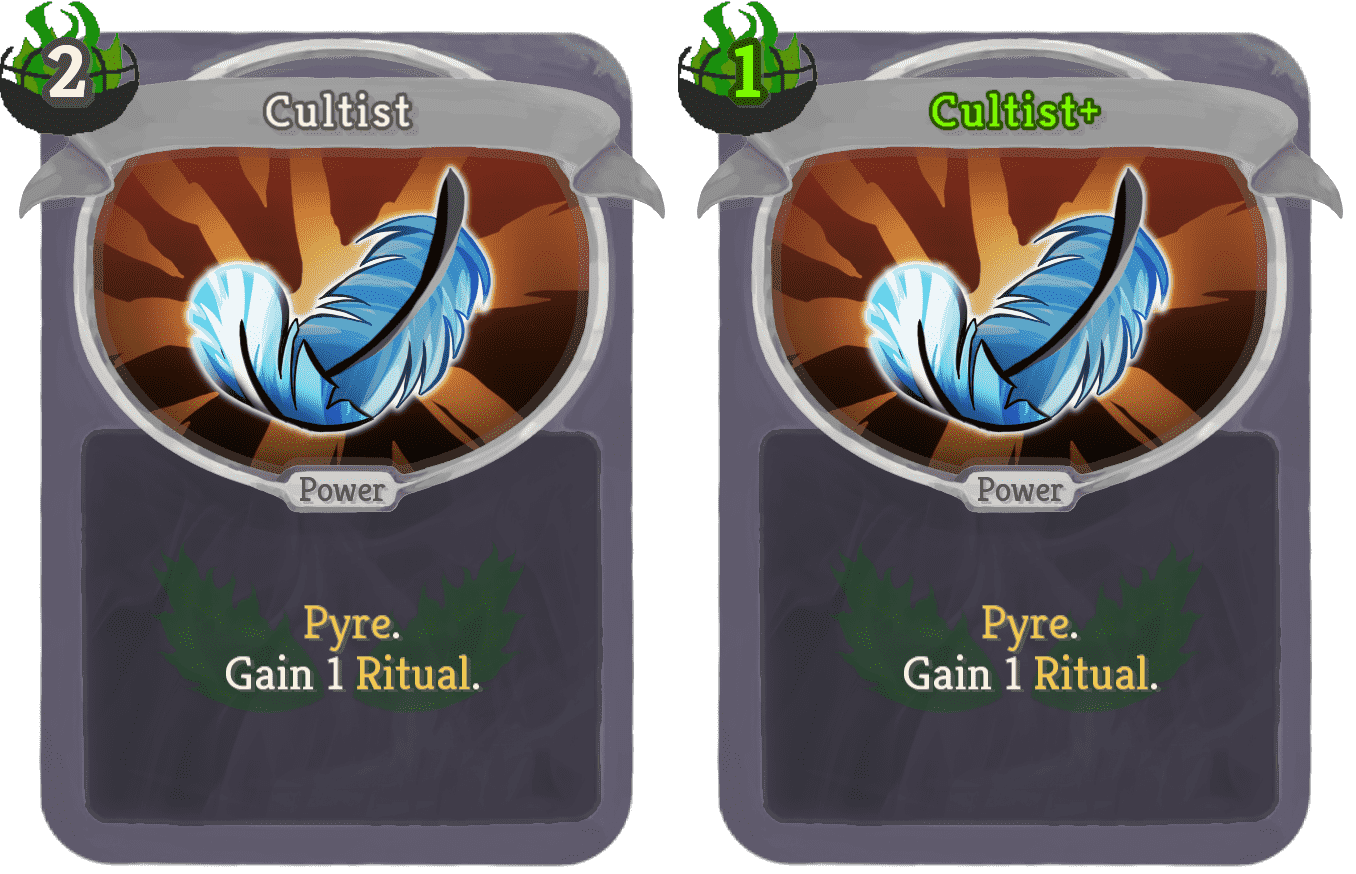 2
Cultist
Power
Pyre.
Gain 1 Ritual.
1
Cultist+
Power
Pyre.
Gain 1 Ritual.